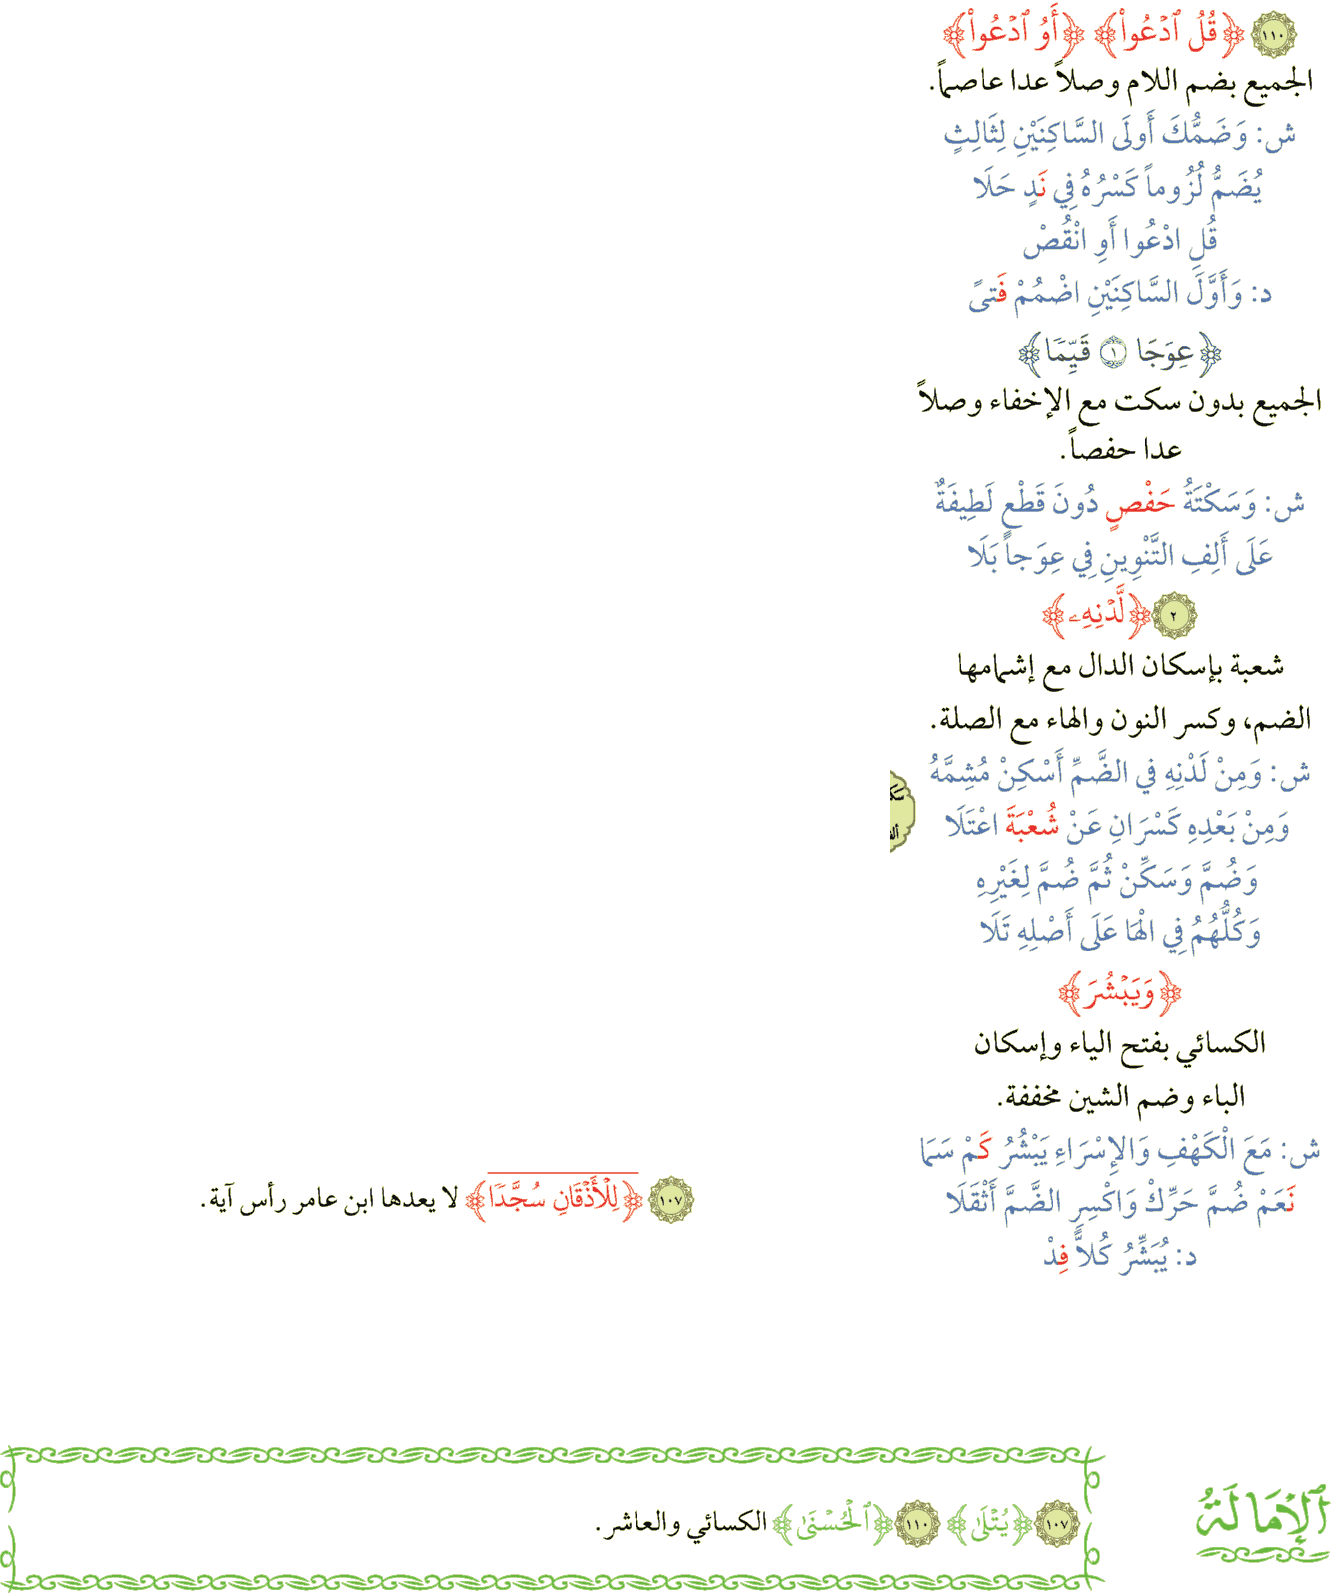 ١١٠ ﴿قُلُ ٱدۡعُواْ﴾ ﴿أَوُ ٱدۡعُواْ﴾
الجميع بضم اللام وصلاً عدا عاصماً.
ش: وَضَمُّكَ أَولَى السَّاكِنَيْنِ لِثَالِثٍ
يُضَمُّ لُزُوماً كَسْرُهُ فِي نَدٍ حَلَا
قُلِ ادْعُوا أَوِ انْقُصْ
د: وَأَوَّلَ السَّاكِنَيْنِ اضْمُمْ فَتىً
﴿عِوَجَا ١ قَيِّمٗا﴾
الجميع بدون سكت مع الإخفاء وصلاً
عدا حفصاً.
ش: وَسَكْتَةُ حَفْصٍ دُونَ قَطْعٍ لَطِيفَةٌ
عَلَى أَلِفِ التَّنْوِينِ فِي عِوَجاً بَلَا
٢ ﴿لَّدۡنِهِۦ﴾
شعبة بإسكان الدال مع إشمامها
الضم، وكسر النون والهاء مع الصلة.
ش: وَمِنْ لَدْنِهِ في الضَّمِّ أَسْكِنْ مُشِمَّهُ
وَمِنْ بَعْدِهِ كَسْرَانِ عَنْ شُعْبَةَ اعْتَلَا
وَضُمَّ وَسَكِّنْ ثُمَّ ضُمَّ لِغَيْرِهِ
وَكُلُّهُمُ فِي الْهَا عَلَى أَصْلِهِ تَلَا
﴿وَيَبۡشُرَ﴾
الكسائي بفتح الياء وإسكان
الباء وضم الشين مخففة.
ش: مَعَ الْكَهْفِ وَالإِسْرَاءِ يَبْشُرُ كَمْ سَمَا
نَعَمْ ضُمَّ حَرِّكْ وَاكْسِرِ الضَّمَّ أَثْقَلَا
د: يُبَشِّرُ كُلاًّ فِدْ
١٠٧ ﴿لِلۡأَذۡقَانِ سُجَّدٗا﴾ لا يعدها ابن عامر رأس آية.
ٱلْإِمَالَةُ
١٠٧ ﴿يُتۡلَىٰ﴾ ١١٠ ﴿ٱلۡحُسۡنَىٰ﴾ الكسائي والعاشر.